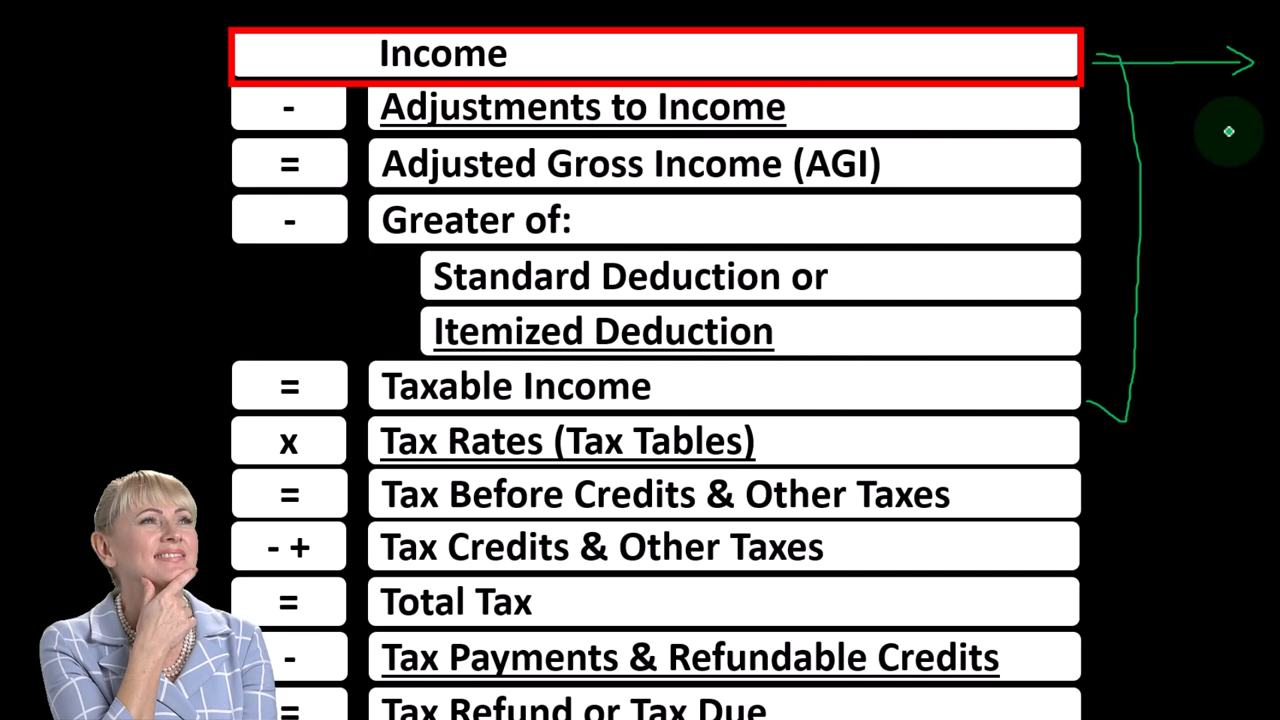 Income
- Adjustments to Income
= Adjusted Gross Income (AGI)
- Greater of:
Standard Deduction or
Itemized Deduction
= Taxable Income
x Tax Rates (Tax Tables)
= Tax Before Credits & Other Taxes
- + Tax Credits & Other Taxes
= Total Tax
- Tax Payments & Refundable Credits
= Tax Refund or Tax Due